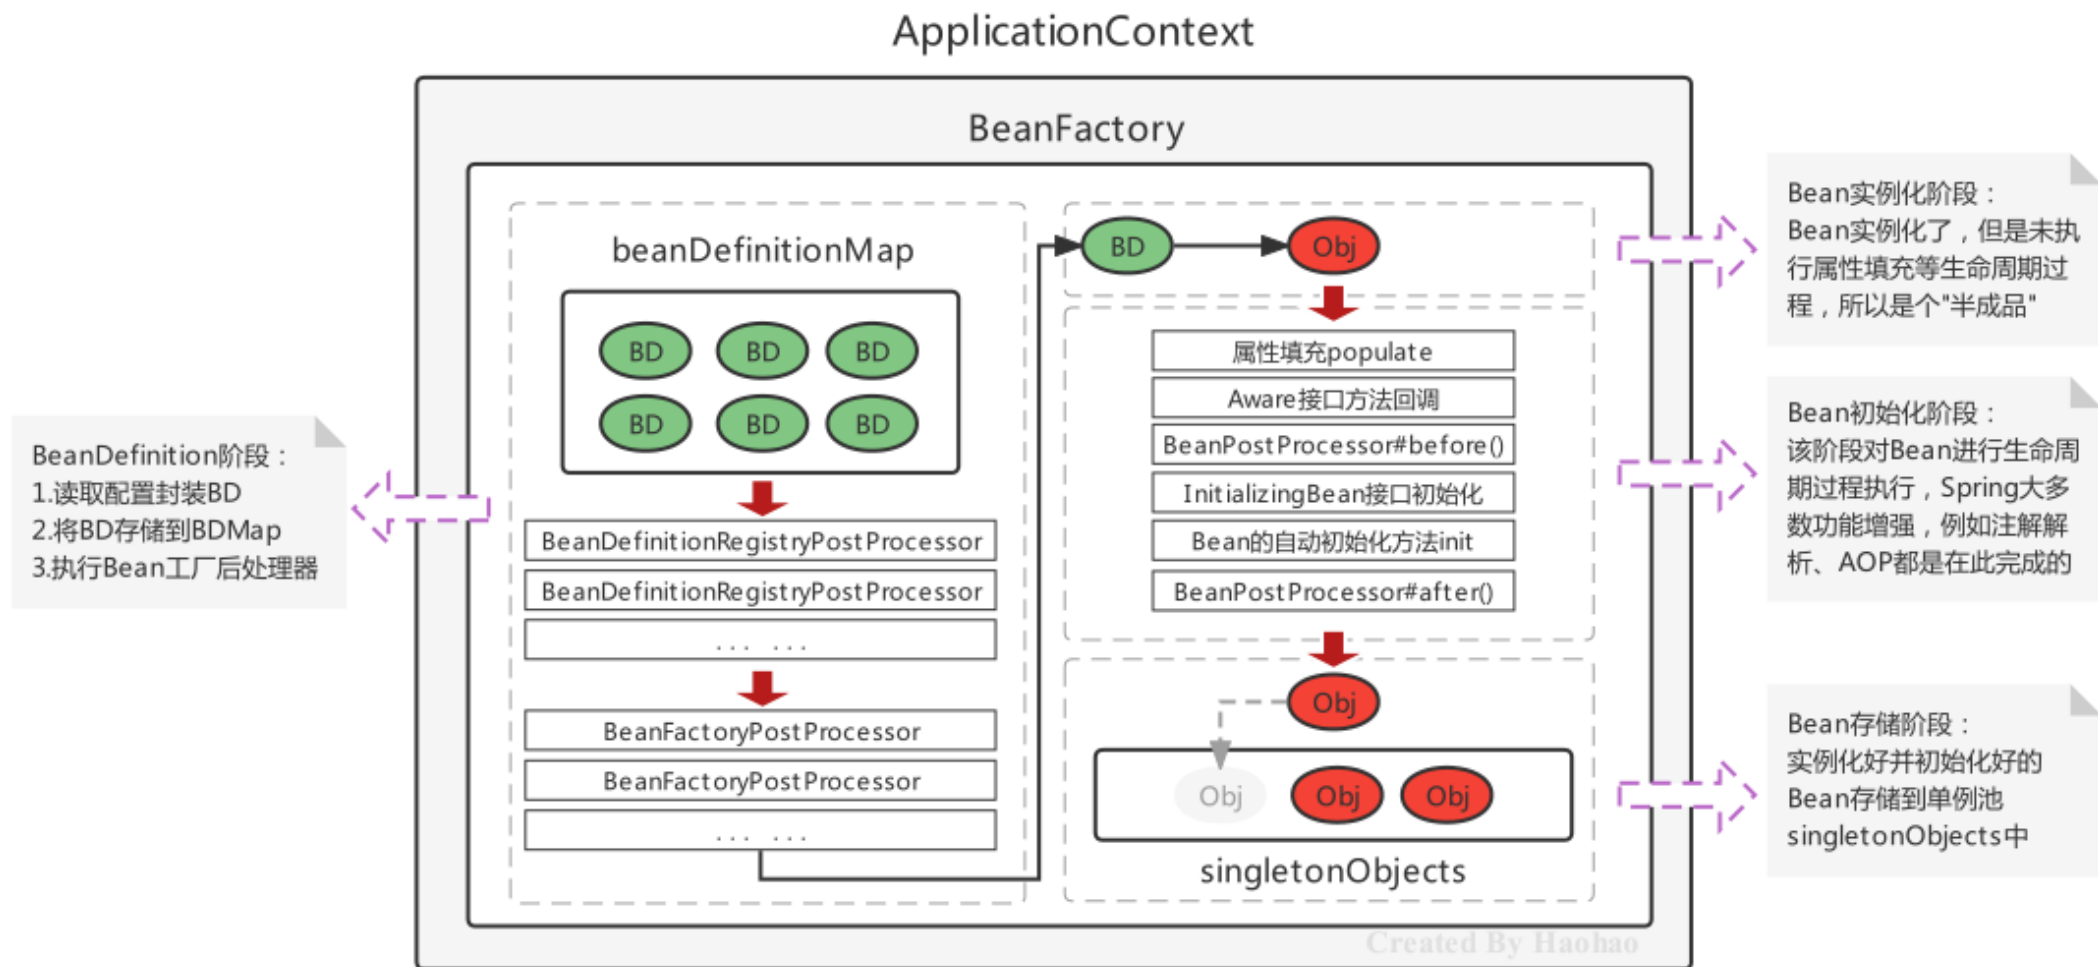 ApplicationContext
BeanFactory
beanDefinitionMap
BD
BD
BD
BD
BD
BD
BeanDefinitionRegistryPostProcessor
BeanDefinitionRegistryPostProcessor
... ...
BeanFactoryPostProcessor
BeanFactoryPostProcessor
... ...
BeanDefinition阶段：
1.读取配置封装BD
2.将BD存储到BDMap
3.执行Bean工厂后处理器
BD
Obj
属性填充populate
Aware接口方法回调
BeanPostProcessor#before()
InitializingBean接口初始化
Bean的自动初始化方法init
BeanPostProcessor#after()
Obj
Obj
Obj
Obj
singletonObjects
Bean实例化阶段：
Bean实例化了，但是未执
行属性填充等生命周期过
程，所以是个"半成品"
Bean初始化阶段：
该阶段对Bean进行生命周
期过程执行，Spring大多
数功能增强，例如注解解
析、AOP都是在此完成的
Bean存储阶段：
实例化好并初始化好的
Bean存储到单例池
singletonObjects中
Created By Haohao